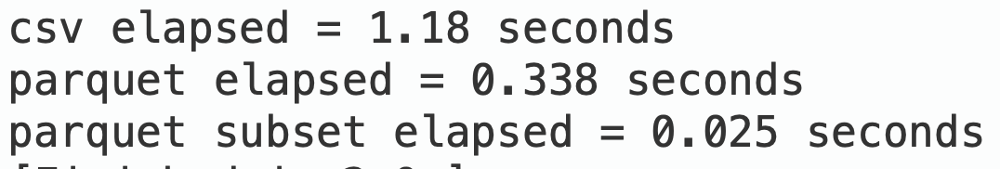 csv elapsed = 1.18 seconds
parquet elapsed = 0.338 seconds
parquet subset elapsed = 0.025 seconds